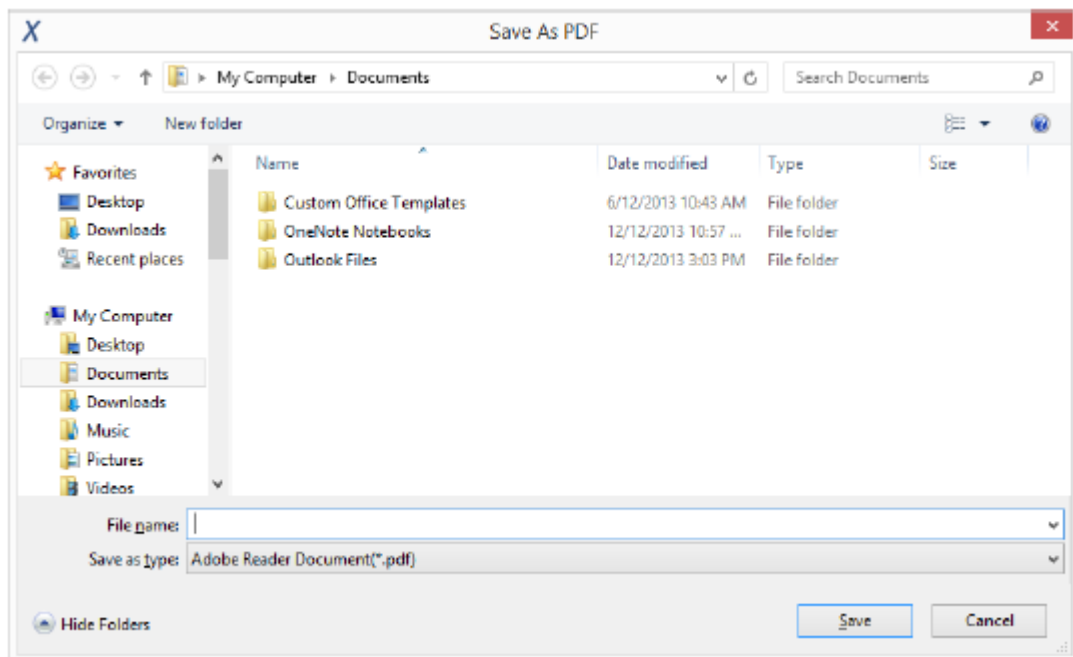 X Save As PDF
My Computer Documents Search Documents
Organize New folder
Name Date modified Type Size
Favorites
Desktop
Downloads
Recent places
My Computer
Desktop
Documents
Downloads
Music
Pictures
Videos
Custom Office Templates 6/12/2013 10:43 AM File folder
OneNote Notebooks 12/12/2013 10:57 ... File folder
Outlook Files 12/12/2013 3:03 PM File folder
File name:
Save as type: Adobe Reader Document(*.pdf)
Hide Folders Save Cancel